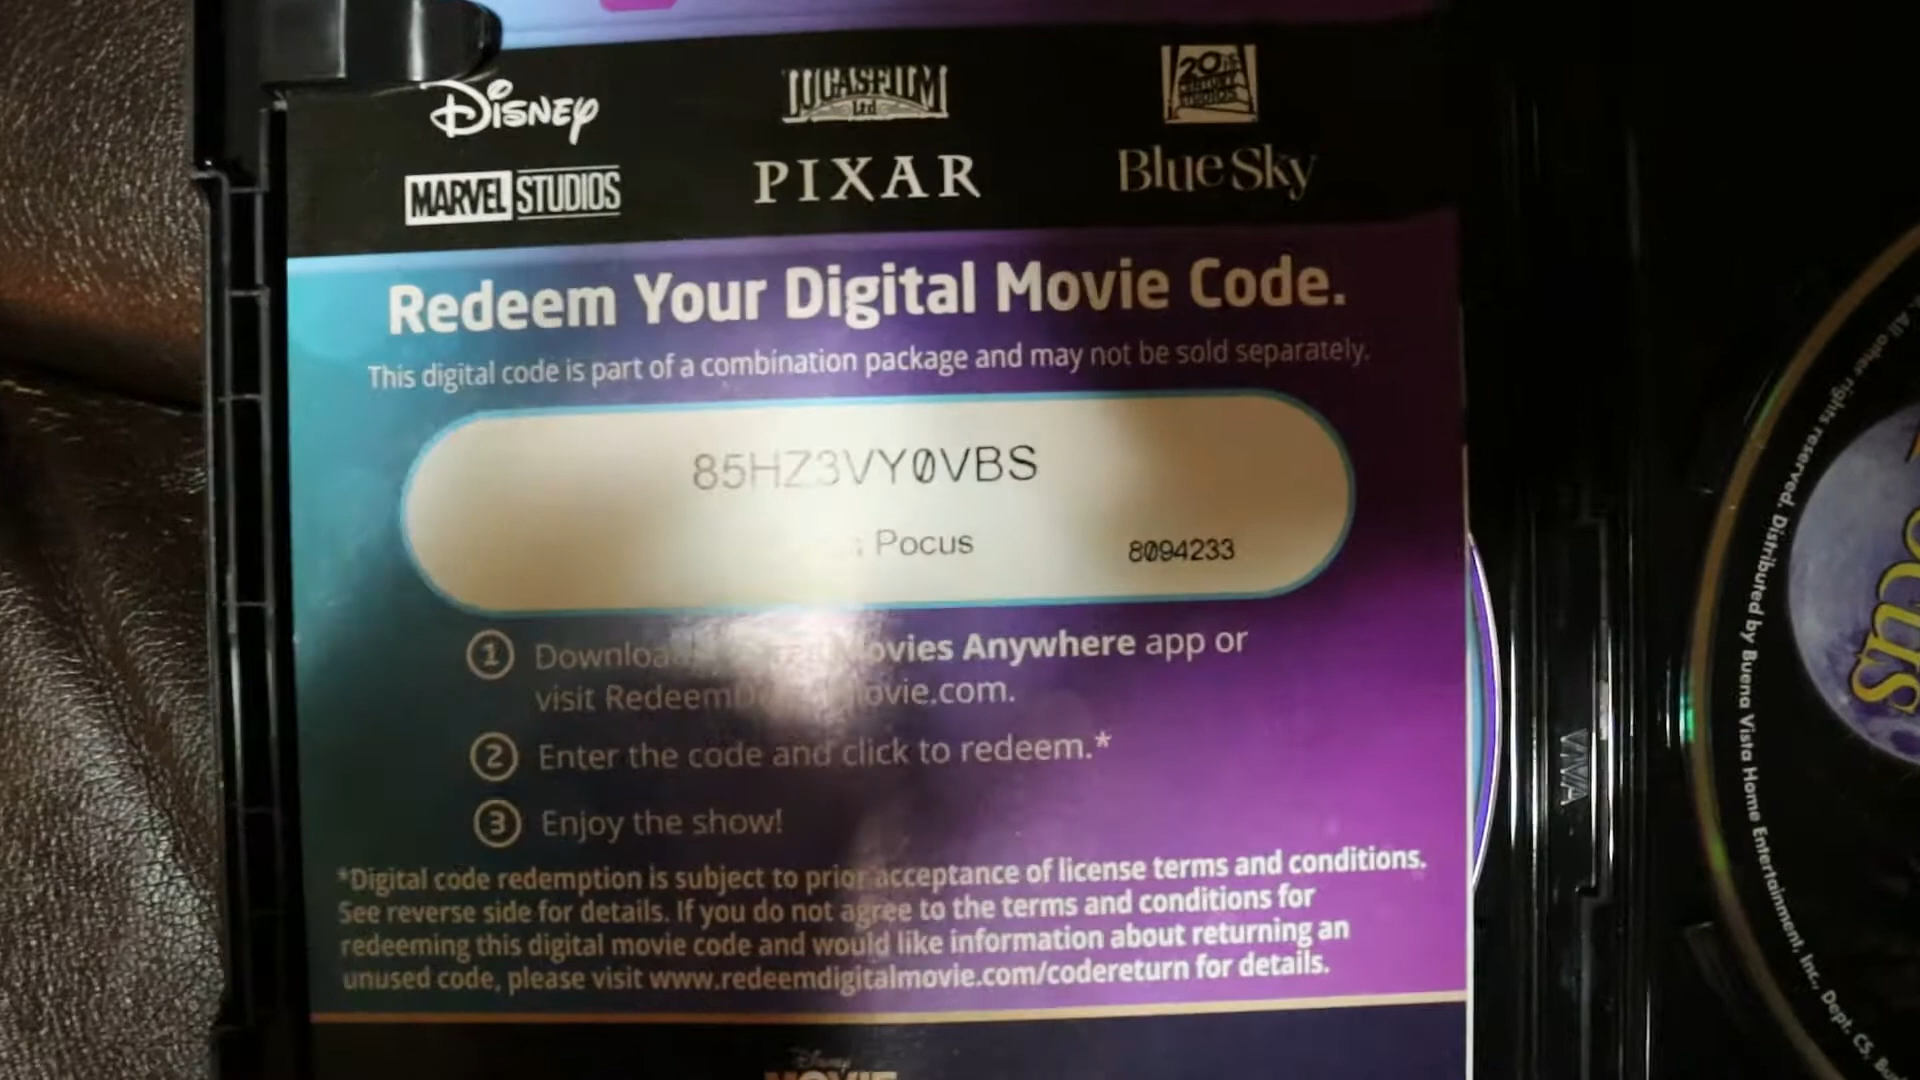 DISNEY
LUCASFILM
Ltd
20th
CENTURY
STUDIOS
MARVEL STUDIOS
PIXAR
BlueSky
Redeem Your Digital Movie Code.
This digital code is part of a combination package and may not be sold separately.
85HZ3VY0VBS
Pocus
8094233
1 Download Movies Anywhere app or
visit RedeemDigitalMovie.com.
2 Enter the code and click to redeem.*
3 Enjoy the show!
*Digital code redemption is subject to prior acceptance of license terms and conditions.
See reverse side for details. If you do not agree to the terms and conditions for
redeeming this digital movie code and would like information about returning an
unused code, please visit www.redeemdigitalmovie.com/codereturn for details.
Disney
MOVIE
VIVA
All other rights reserved. Distributed by Buena Vista Home Entertainment, Inc., Dept. CS,